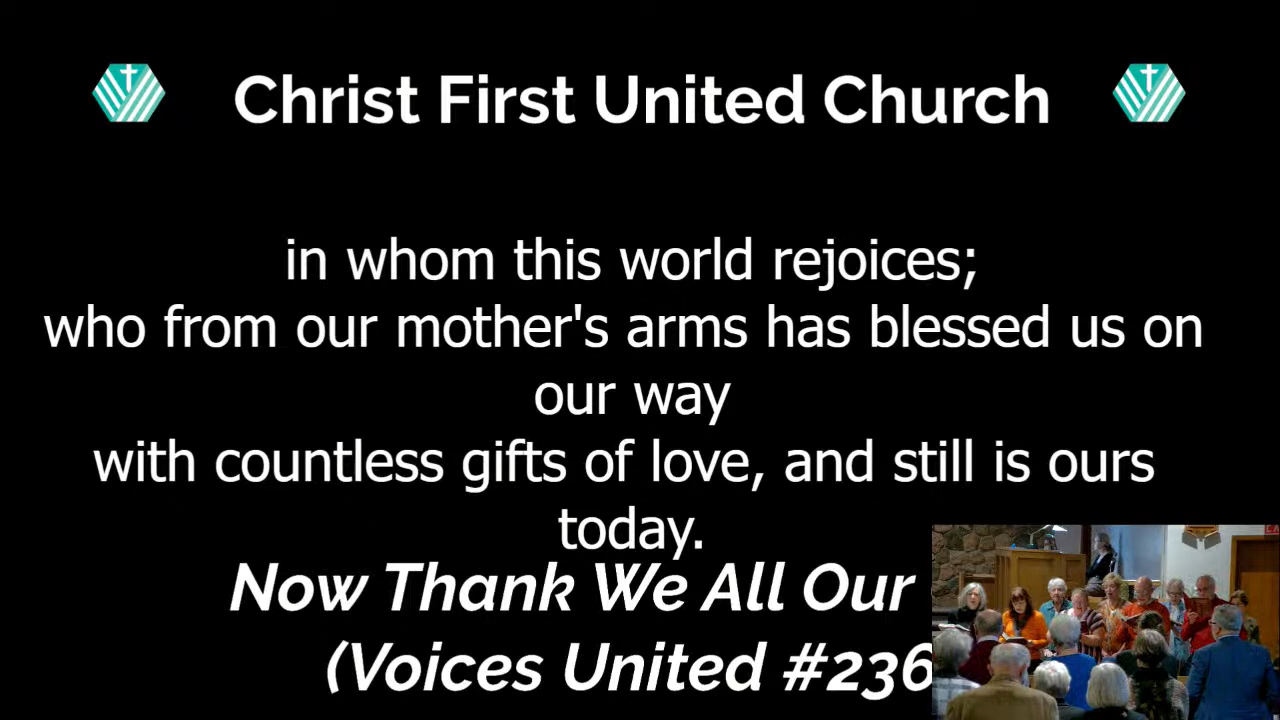 Christ First United Church
in whom this world rejoices;
who from our mother's arms has blessed us on
our way
with countless gifts of love, and still is ours
today.
Now Thank We All Our
(Voices United #236